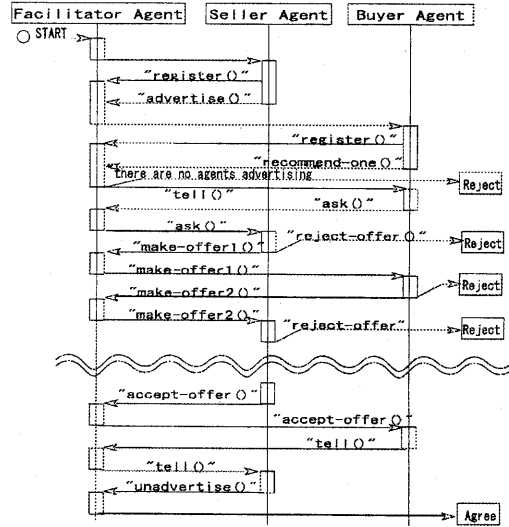 Facilitator Agent Seller Agent Buyer Agent
START
"register()"
"advertise()"
"register()"
"recommend-one()"
there are no agents advertising
Reject
"tell()"
"ask()"
"ask()"
"reject-offer()"
Reject
"make-offer1()"
"make-offer1()"
Reject
"make-offer2()"
"make-offer2()"
"reject-offer"
Reject
"accept-offer()"
"accept-offer()"
"tell()"
"tell()"
"unadvertise()"
Agree